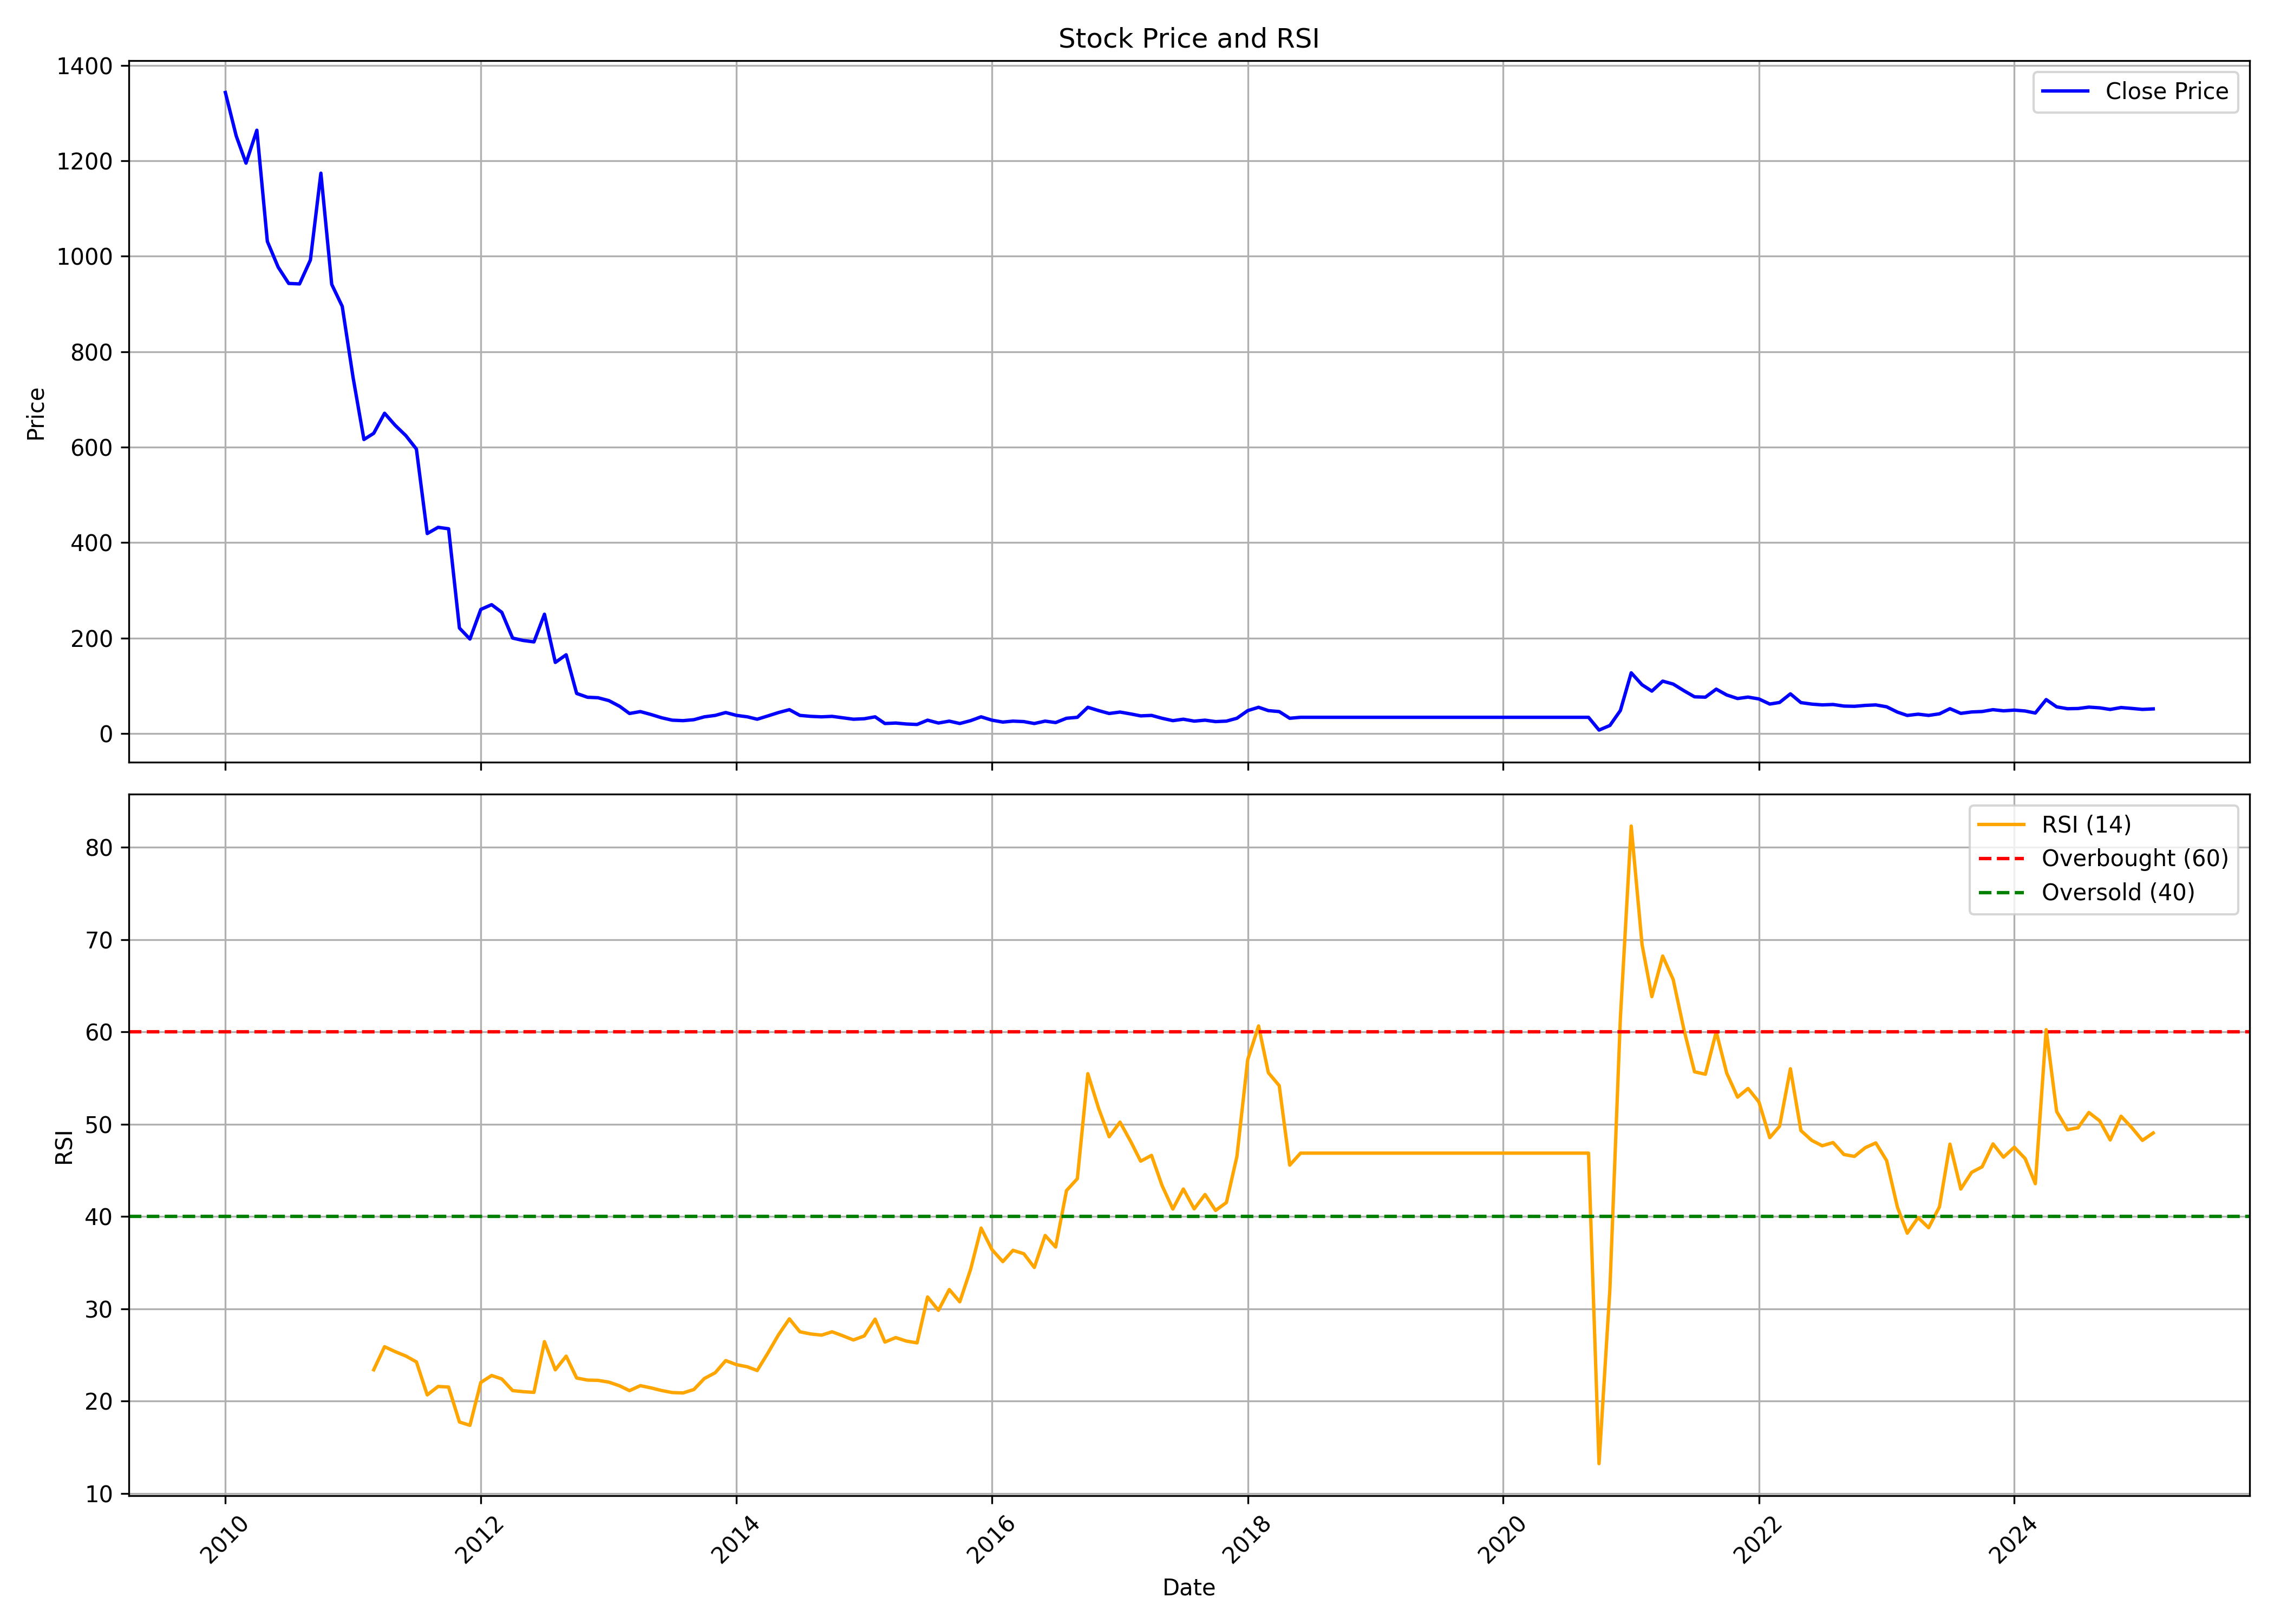 Stock Price and RSI
1400
1200
1000
800
600
400
200
0
Price
Close Price
80
70
60
50
40
30
20
10
RSI
RSI (14)
Overbought (60)
Oversold (40)
2010 2012 2014 2016 2018 2020 2022 2024
Date